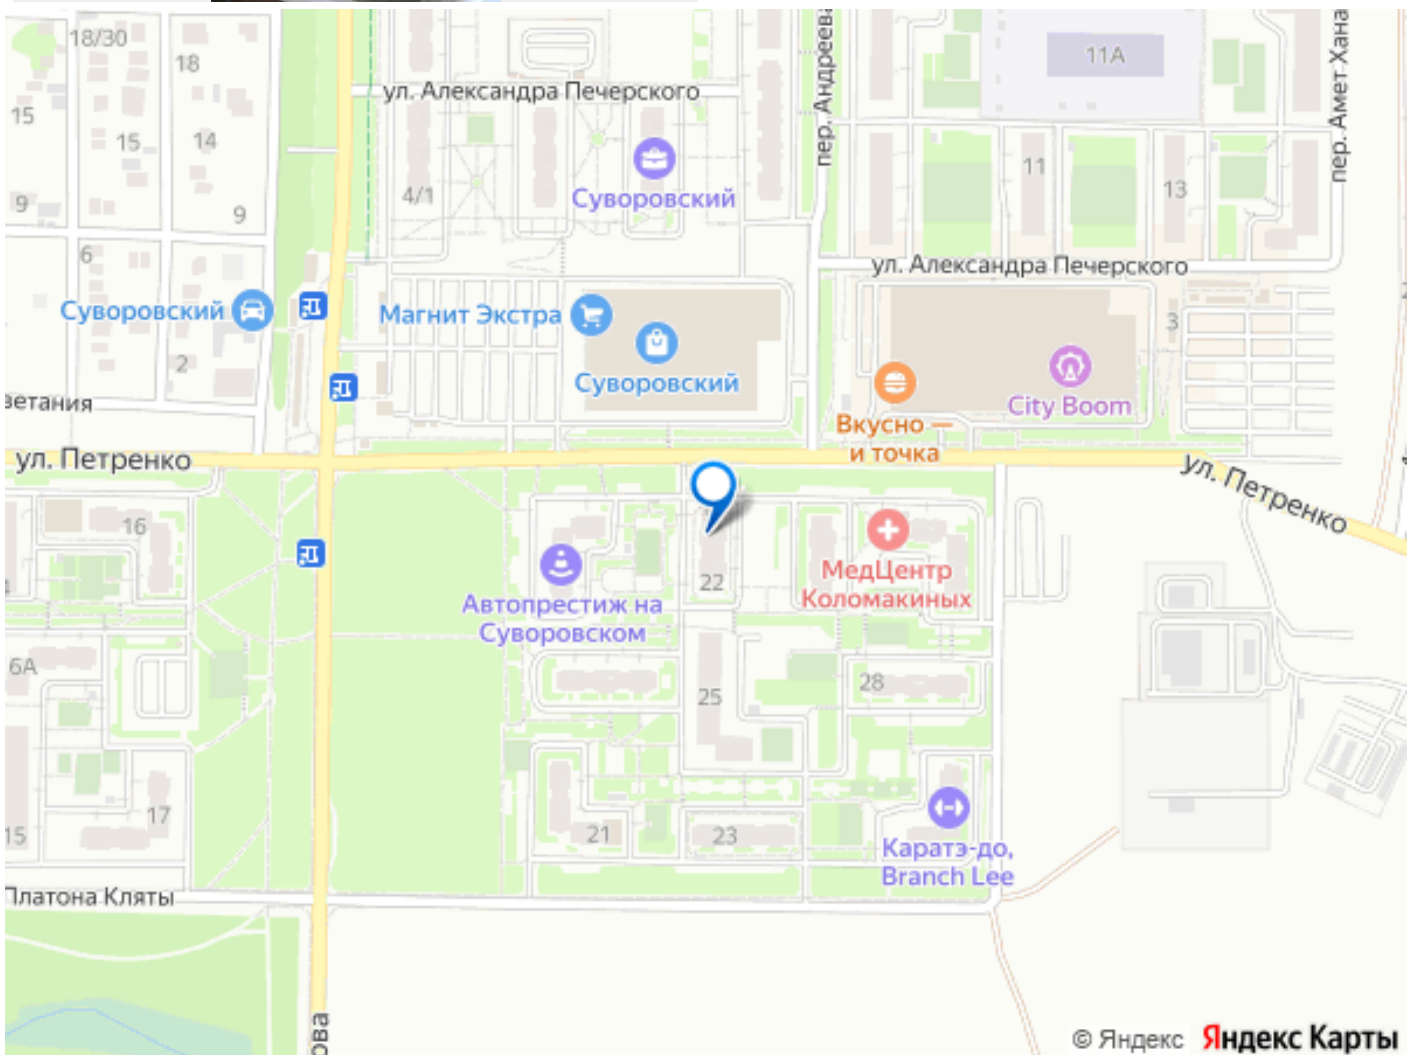 18/30
18
15
15
14
9
9
6
2
ул. Александра Печерского
пер. Андреева
11А
пер. Амет Хана
4/1
Суворовский
11
13
ул. Александра Печерского
Суворовский
Магнит Экстра
Суворовский
3
City Boom
Вкусно —
и точка
ул. Петренко
ул. Петренко
16
22
МедЦентр
Коломакиных
Автопрестиж на
Суворовском
6А
25
28
17
15
21
23
Каратэ-до,
Branch Lee
Платона Кляты
© Яндекс Яндекс Карты